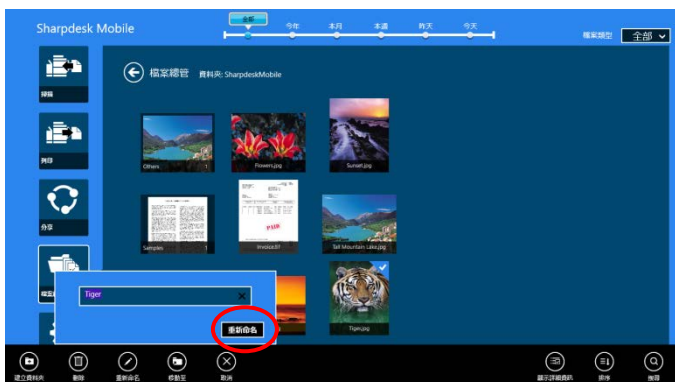 Sharpdesk Mobile
全部 今年 本月 本週 昨天 今天
檔案類型 全部
掃描
列印
分享
檔案總管 資料夾: SharpdeskMobile
Others 1
Flowers.jpg
Sunset.jpg
Samples 1
Invoice.tif
Tall Mountain Lake.jpg
PAID
Tiger.jpg
Tiger
重新命名
建立資料夾 刪除 重新命名 移動至 取消 顯示詳細資訊 排序 搜尋